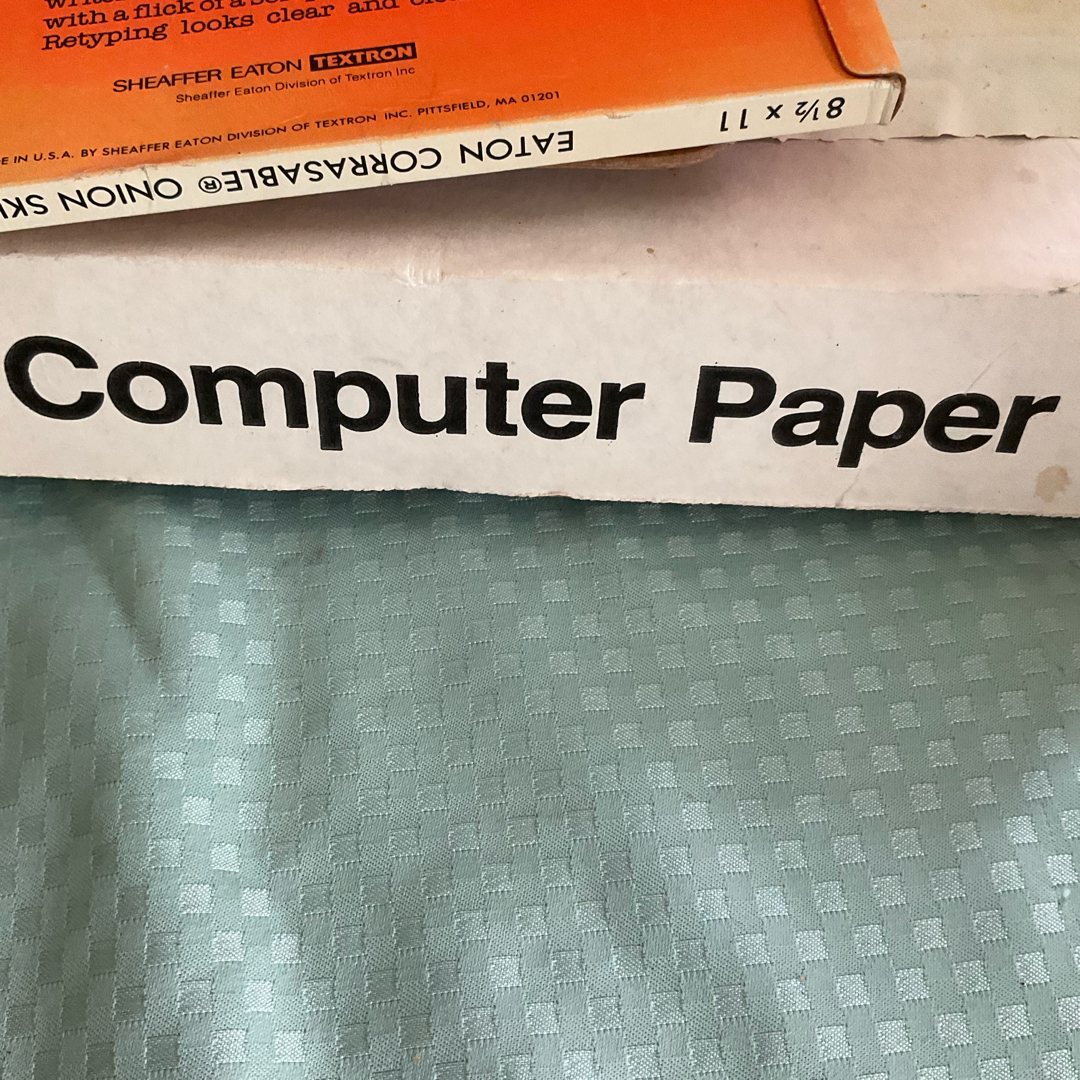 with a flick of a
Retyping looks clear and
SHEAFFER EATON TEXTRON
Sheaffer Eaton Division of Textron Inc
E IN U.S.A. BY SHEAFFER EATON DIVISION OF TEXTRON INC. PITTSFIELD, MA 01201
8½ x 11
EATON CORRASABLE® ONION SKI
Computer Paper